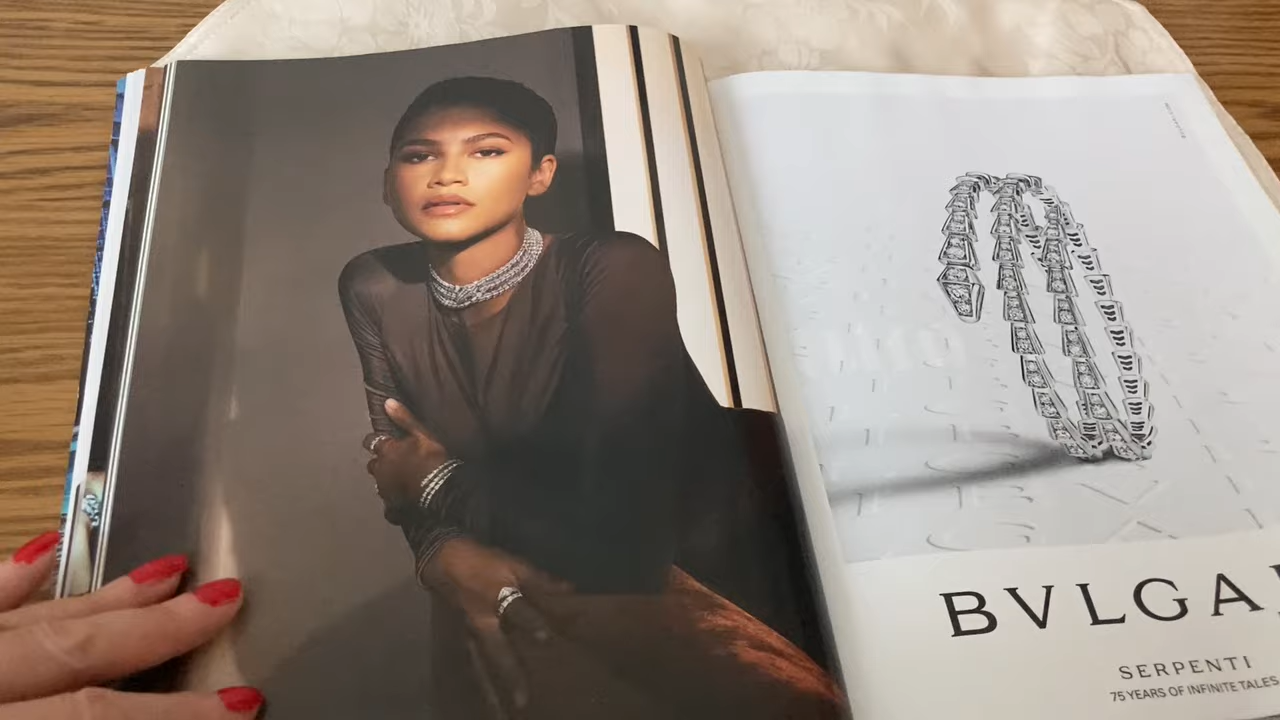 BVLGA
SERPENTI
75 YEARS OF INFINITE TALES